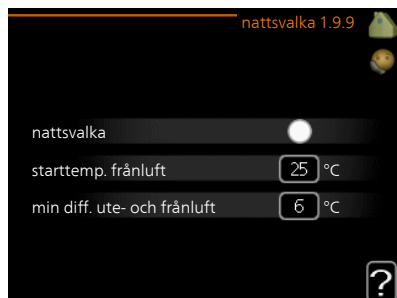 nattsvalka 1.9.9
nattsvalka
starttemp. frånluft 25 °C
min diff. ute- och frånluft 6 °C
?